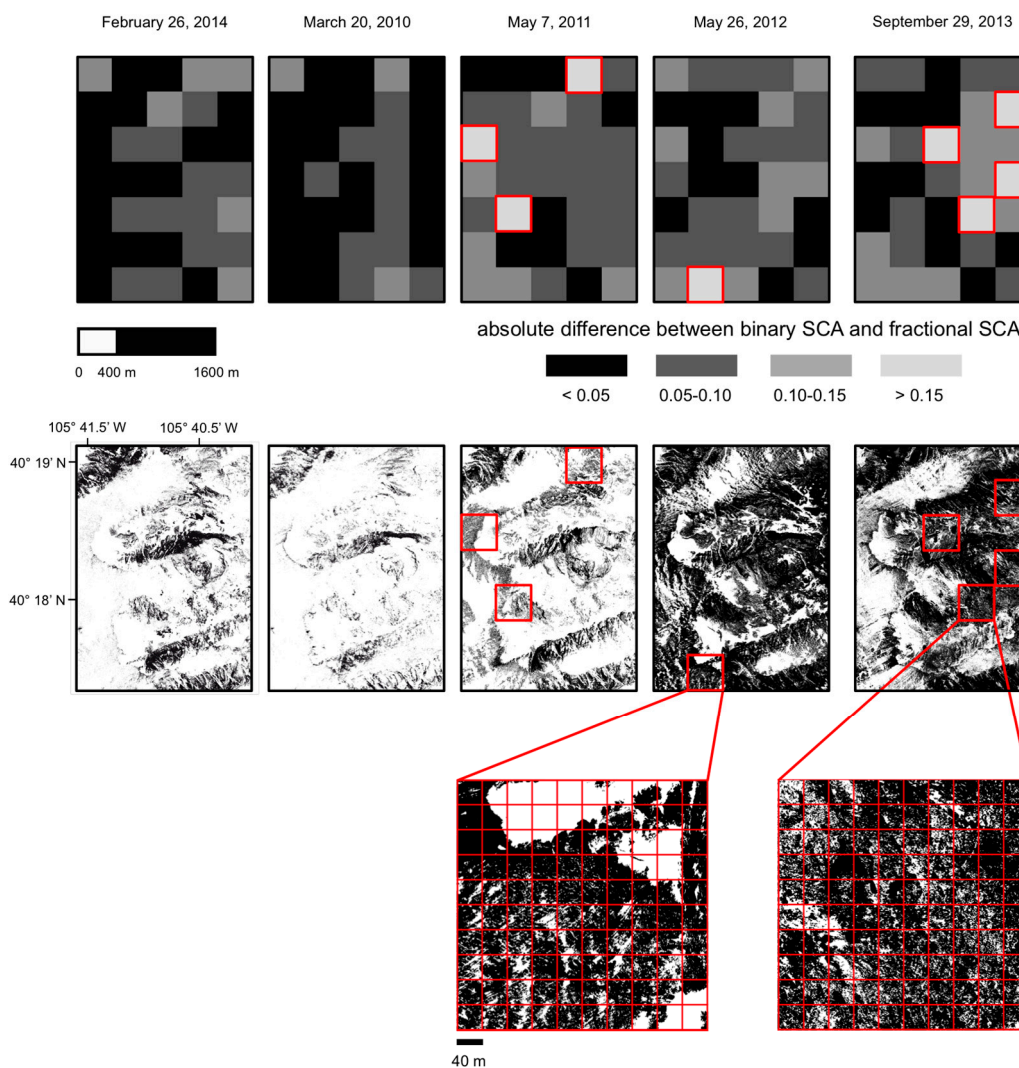 February 26, 2014 March 20, 2010 May 7, 2011 May 26, 2012 September 29, 2013
absolute difference between binary SCA and fractional SCA
0 400 m 1600 m
< 0.05 0.05-0.10 0.10-0.15 > 0.15
105° 41.5' W 105° 40.5' W
40° 19' N
40° 18' N
40 m